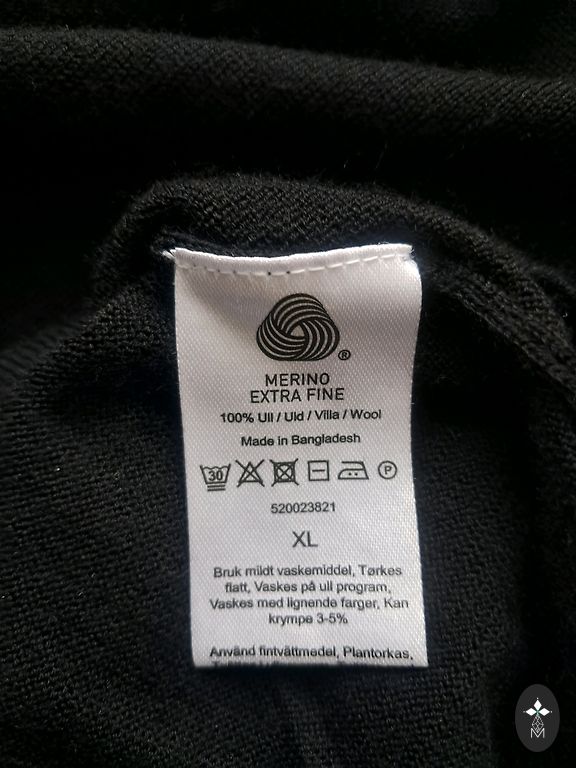 ®
MERINO
EXTRA FINE
100% Ull / Uld / Villa / Wool
Made in Bangladesh
30 P
520023821
XL
Bruk mildt vaskemiddel, Tørkes
flatt, Vaskes på ull program,
Vaskes med lignende farger, Kan
krympe 3-5%
Använd fintvättmedel, Plantorkas,
M